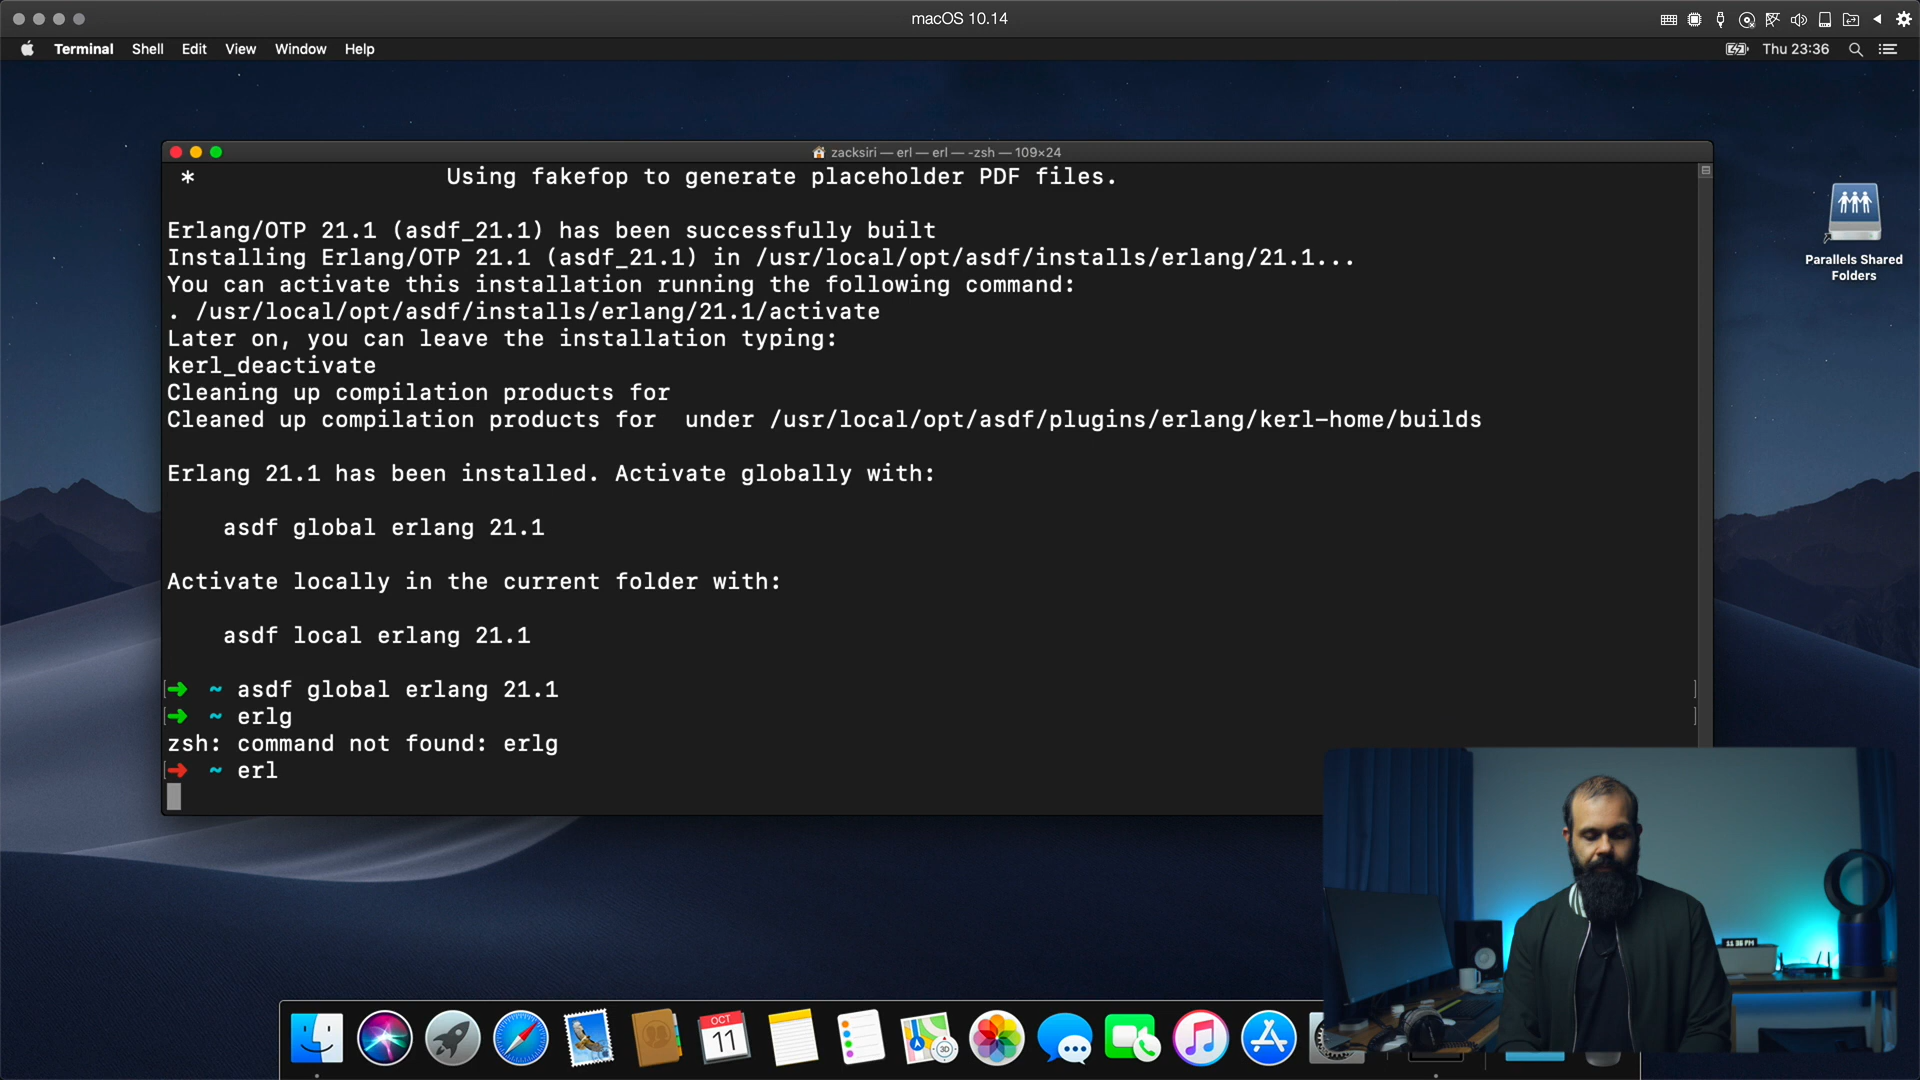 macOS 10.14
Terminal Shell Edit View Window Help
Thu 23:36
zacksiri — erl — erl — -zsh — 109×24
* Using fakefop to generate placeholder PDF files.
Erlang/OTP 21.1 (asdf_21.1) has been successfully built
Installing Erlang/OTP 21.1 (asdf_21.1) in /usr/local/opt/asdf/installs/erlang/21.1...
You can activate this installation running the following command:
. /usr/local/opt/asdf/installs/erlang/21.1/activate
Later on, you can leave the installation typing:
kerl_deactivate
Cleaning up compilation products for
Cleaned up compilation products for  under /usr/local/opt/asdf/plugins/erlang/kerl-home/builds
Erlang 21.1 has been installed. Activate globally with:
asdf global erlang 21.1
Activate locally in the current folder with:
asdf local erlang 21.1
[➜ ~ asdf global erlang 21.1 ]
[➜ ~ erlg ]
zsh: command not found: erlg
[➜ ~ erl
Parallels Shared
Folders
11:36 PM
OCT
11
3D